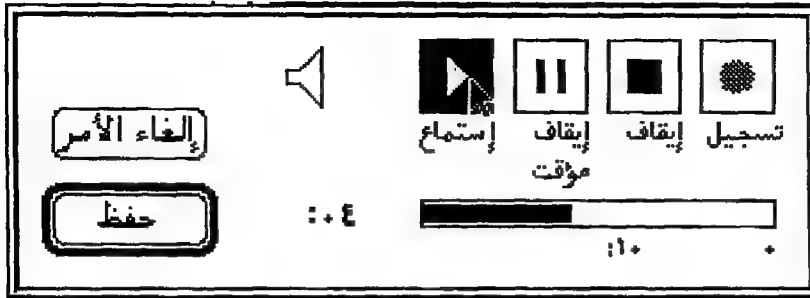 تسجيل
إيقاف
إيقاف مؤقت
إستماع
إلغاء الأمر
حفظ
:٠٤
٠
:١٠